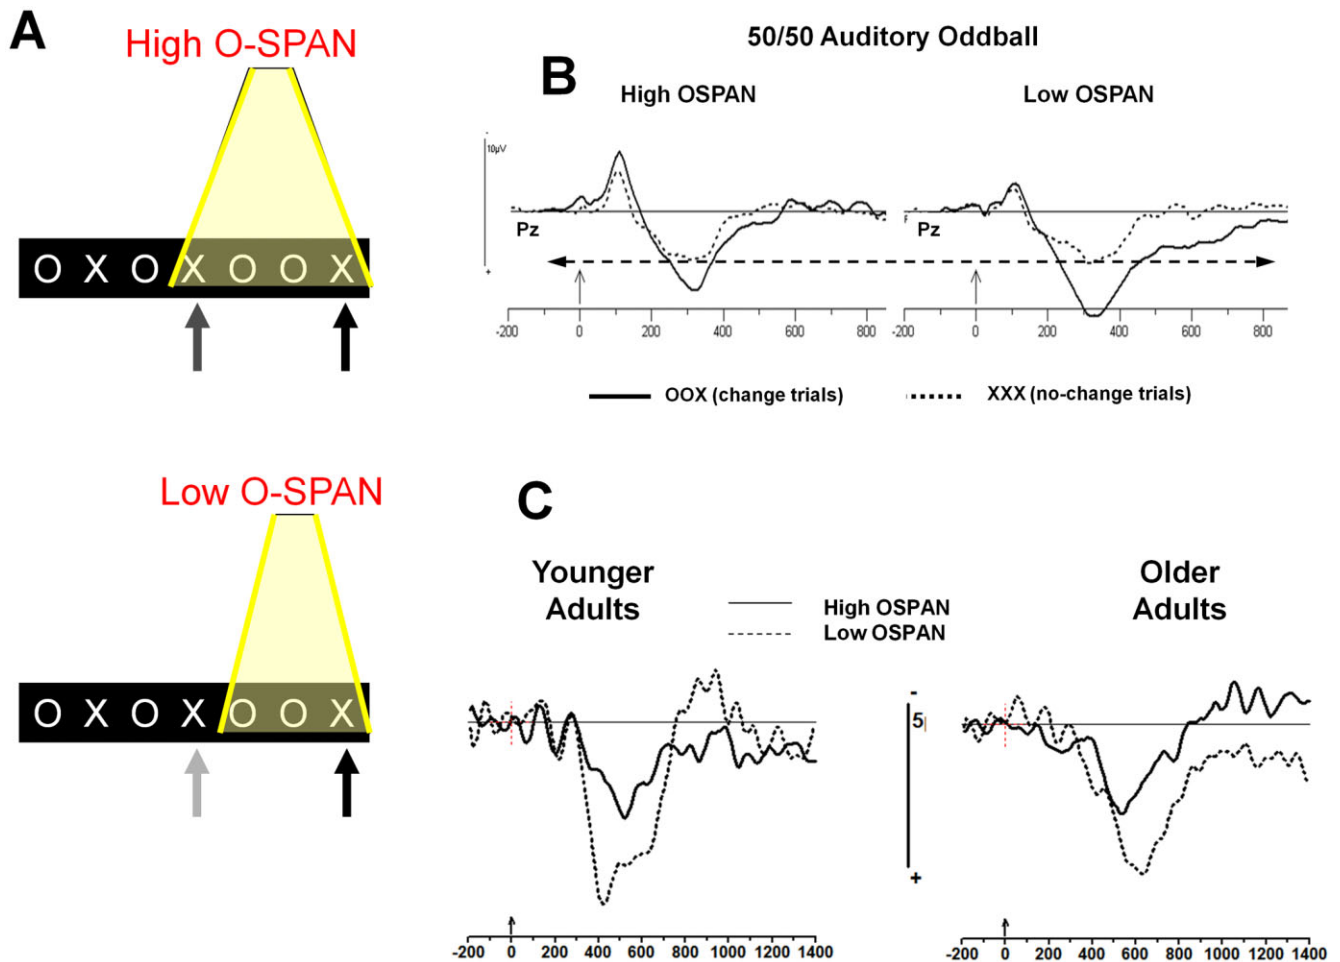 A
High O-SPAN
O X O X O O X
Low O-SPAN
O X O X O O X
50/50 Auditory Oddball
B
High OSPAN
Low OSPAN
-
10µV
+
Pz
Pz
-200 0 200 400 600 800
-200 0 200 400 600 800
OOX (change trials)
XXX (no-change trials)
C
Younger
Adults
High OSPAN
Low OSPAN
Older
Adults
-
5
+
-200 0 200 400 600 800 1000 1200 1400
-200 0 200 400 600 800 1000 1200 1400